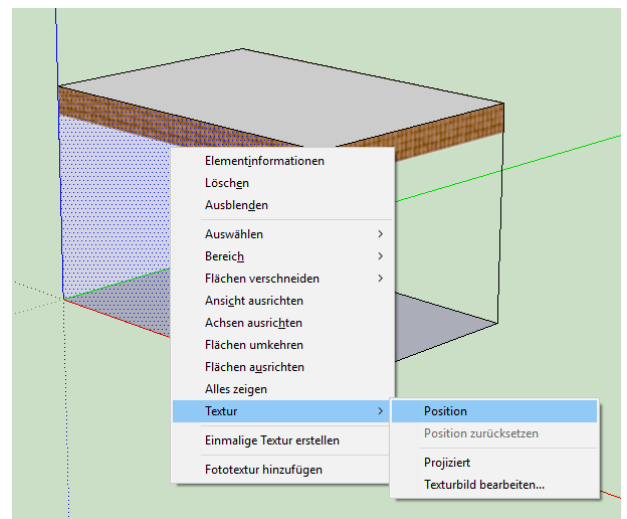 Elementinformationen
Löschen
Ausblenden
Auswählen
Bereich
Flächen verschneiden
Ansicht ausrichten
Achsen ausrichten
Flächen umkehren
Flächen ausrichten
Alles zeigen
Textur
Einmalige Textur erstellen
Fototextur hinzufügen
Position
Position zurücksetzen
Projiziert
Texturbild bearbeiten...